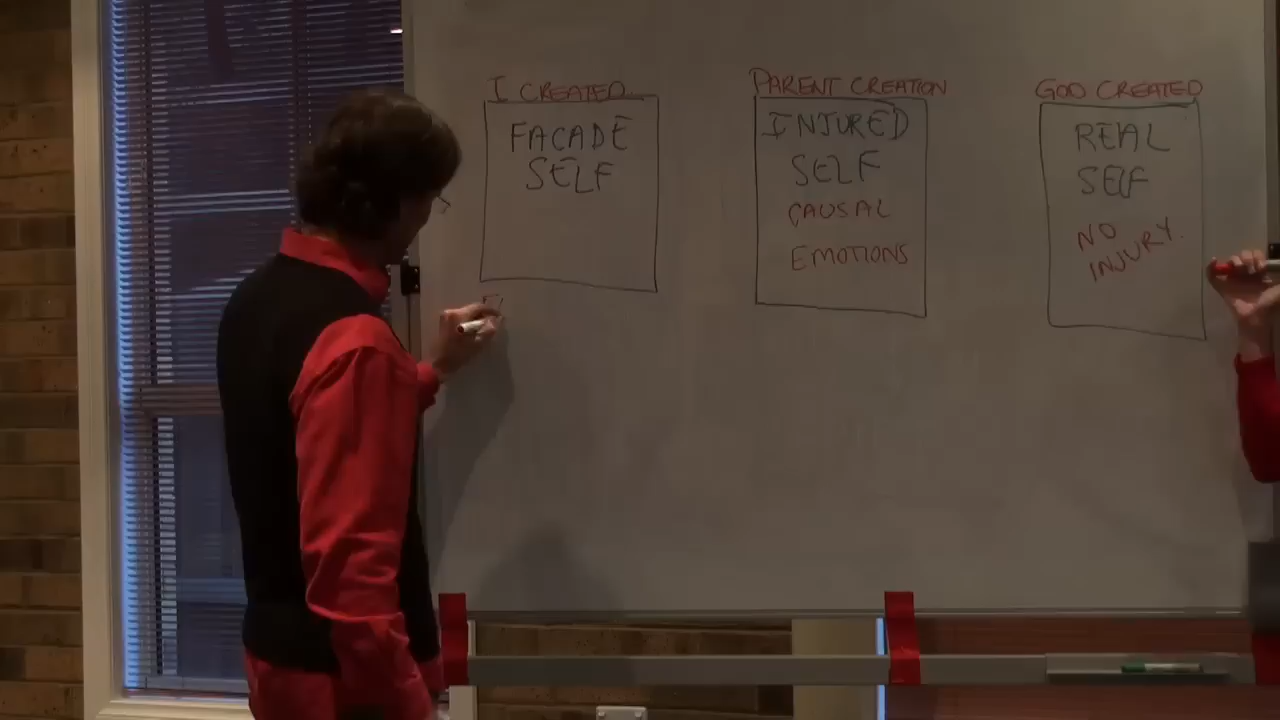 I CREATED
FACADE
SELF
PARENT CREATION
INJURED
SELF
CAUSAL
EMOTIONS
GOD CREATED
REAL
SELF
NO
INJURY.